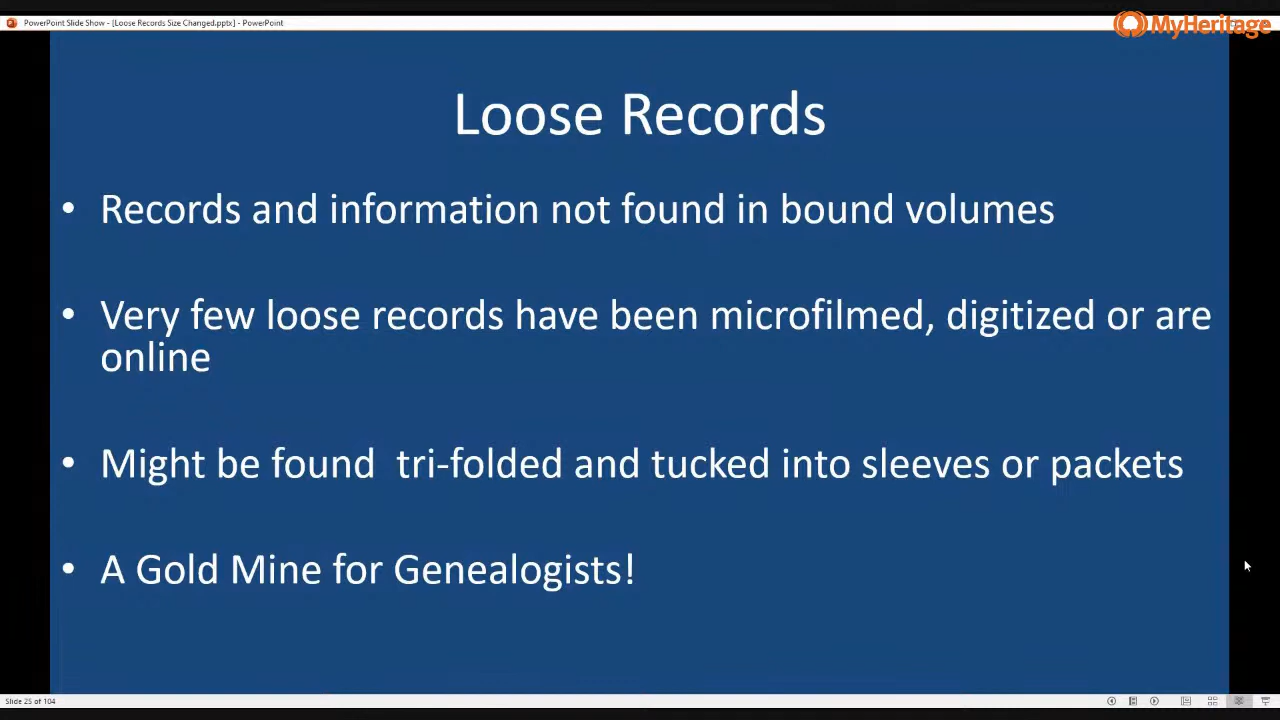 PowerPoint Slide Show - [Loose Records Size Changed.pptx] - PowerPoint
MyHeritage
Loose Records
• Records and information not found in bound volumes
• Very few loose records have been microfilmed, digitized or are
online
• Might be found  tri-folded and tucked into sleeves or packets
• A Gold Mine for Genealogists!
Slide 25 of 104